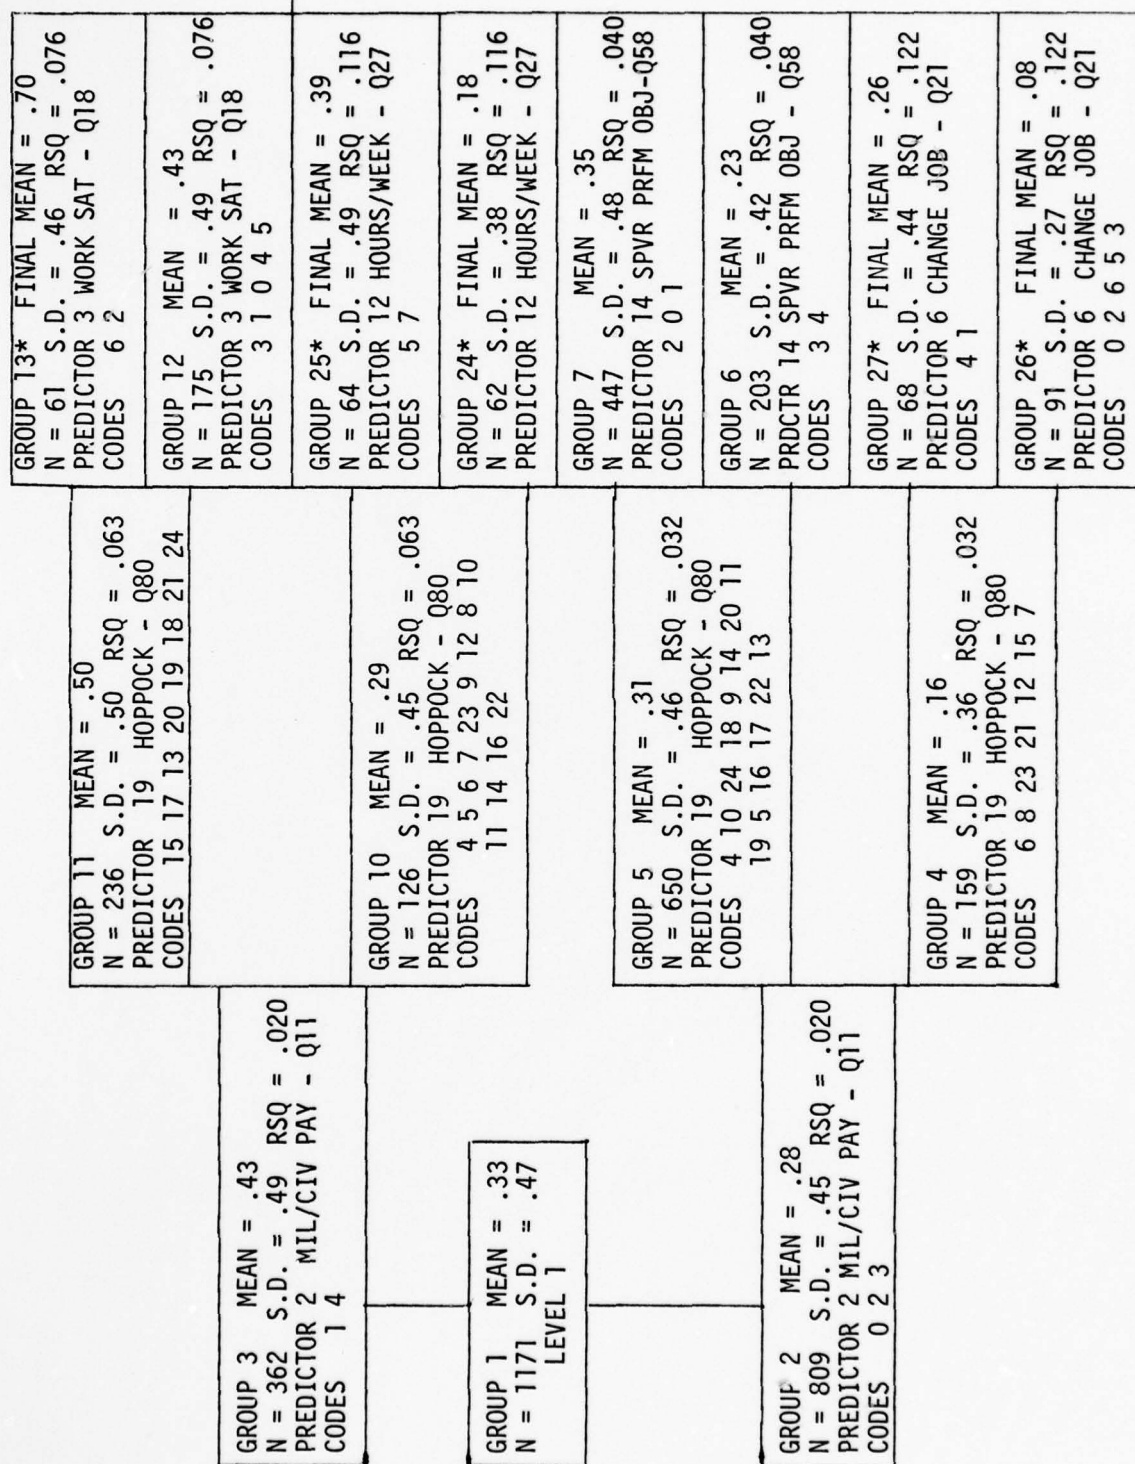 GROUP 3 MEAN = .43
N = 362 S.D. = .49 RSQ = .020
PREDICTOR 2 MIL/CIV PAY - Q11
CODES 1 4
GROUP 1 MEAN = .33
N = 1171 S.D. = .47
LEVEL 1
GROUP 2 MEAN = .28
N = 809 S.D. = .45 RSQ = .020
PREDICTOR 2 MIL/CIV PAY - Q11
CODES 0 2 3
GROUP 11 MEAN = .50
N = 236 S.D. = .50 RSQ = .063
PREDICTOR 19 HOPPOCK - Q80
CODES 15 17 13 20 19 18 21 24
GROUP 10 MEAN = .29
N = 126 S.D. = .45 RSQ = .063
PREDICTOR 19 HOPPOCK - Q80
CODES 4 5 6 7 23 9 12 8 10
11 14 16 22
GROUP 5 MEAN = .31
N = 650 S.D. = .46 RSQ = .032
PREDICTOR 19 HOPPOCK - Q80
CODES 4 10 24 18 9 14 20 11
19 5 16 17 22 13
GROUP 4 MEAN = .16
N = 159 S.D. = .36 RSQ = .032
PREDICTOR 19 HOPPOCK - Q80
CODES 6 8 23 21 12 15 7
GROUP 13* FINAL MEAN = .70
N = 61 S.D. = .46 RSQ = .076
PREDICTOR 3 WORK SAT - Q18
CODES 6 2
GROUP 12 MEAN = .43
N = 175 S.D. = .49 RSQ = .076
PREDICTOR 3 WORK SAT - Q18
CODES 3 1 0 4 5
GROUP 25* FINAL MEAN = .39
N = 64 S.D. = .49 RSQ = .116
PREDICTOR 12 HOURS/WEEK - Q27
CODES 5 7
GROUP 24* FINAL MEAN = .18
N = 62 S.D. = .38 RSQ = .116
PREDICTOR 12 HOURS/WEEK - Q27
GROUP 7 MEAN = .35
N = 447 S.D. = .48 RSQ = .040
PREDICTOR 14 SPVR PRFM OBJ-Q58
CODES 2 0 1
GROUP 6 MEAN = .23
N = 203 S.D. = .42 RSQ = .040
PRDCTR 14 SPVR PRFM OBJ - Q58
CODES 3 4
GROUP 27* FINAL MEAN = .26
N = 68 S.D. = .44 RSQ = .122
PREDICTOR 6 CHANGE JOB - Q21
CODES 4 1
GROUP 26* FINAL MEAN = .08
N = 91 S.D. = .27 RSQ = .122
PREDICTOR 6 CHANGE JOB - Q21
CODES 0 2 6 5 3